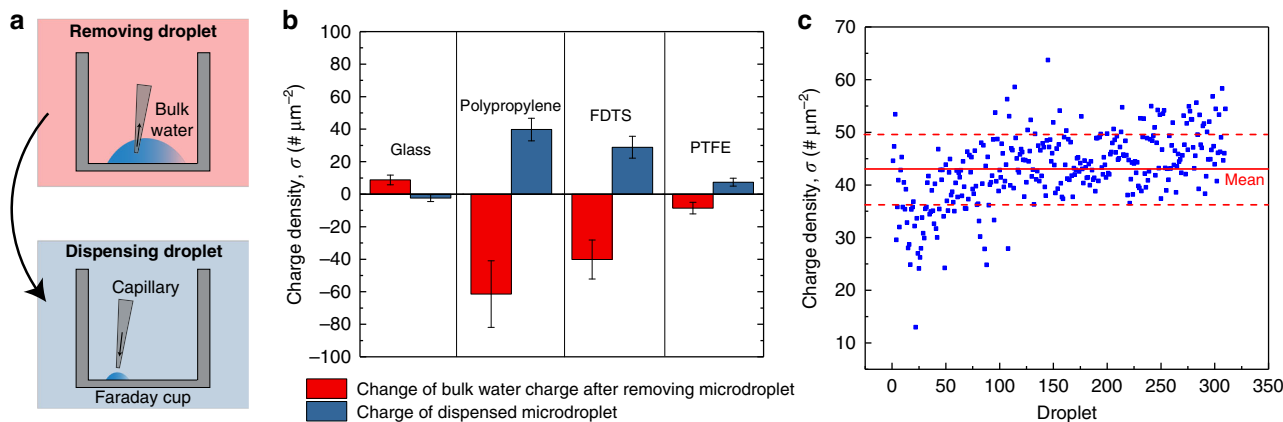 a
Removing droplet
Bulk
water
Dispensing droplet
Capillary
Faraday cup
b
Charge density, σ (# μm⁻²)
100
80
60
40
20
0
−20
−40
−60
−80
−100
Glass
Polypropylene
FDTS
PTFE
Change of bulk water charge after removing microdroplet
Charge of dispensed microdroplet
c
Charge density, σ (# μm⁻²)
70
60
50
40
30
20
10
Mean
0 50 100 150 200 250 300 350
Droplet